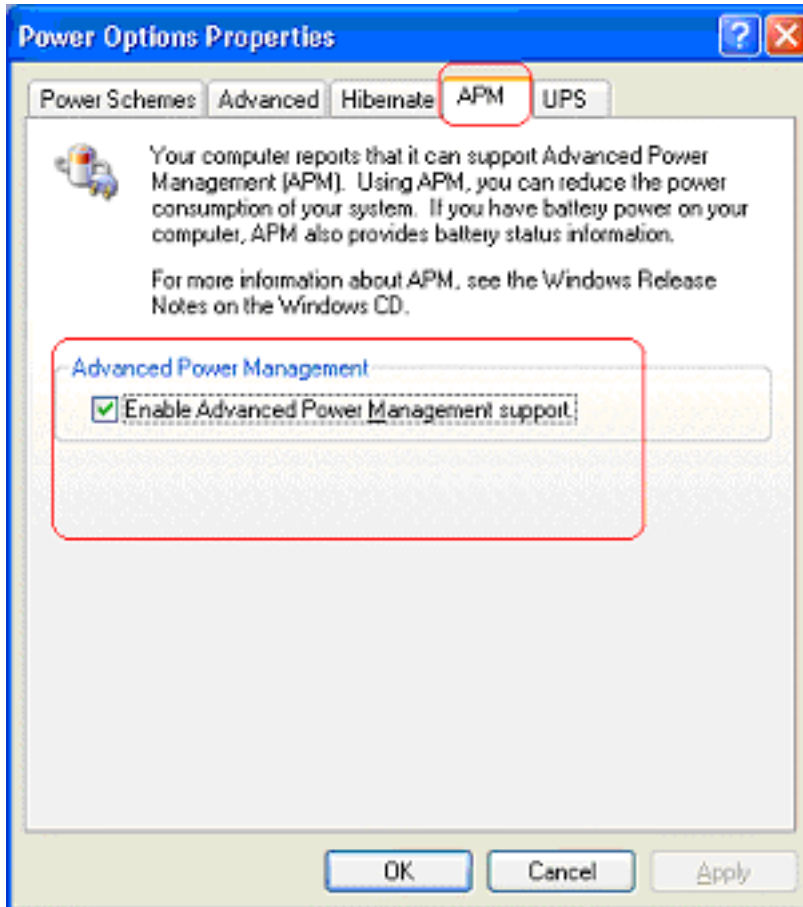 Power Options Properties
Power Schemes Advanced Hibernate APM UPS
Your computer reports that it can support Advanced Power
Management (APM). Using APM, you can reduce the power
consumption of your system. If you have battery power on your
computer, APM also provides battery status information.
For more information about APM, see the Windows Release
Notes on the Windows CD.
Advanced Power Management
Enable Advanced Power Management support
OK Cancel Apply